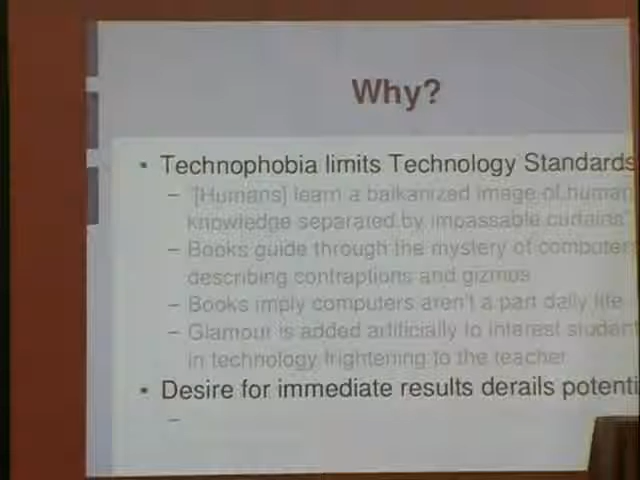 Why?
• Technophobia limits Technology Standards
– "[Humans] learn a balkanized image of human
knowledge separated by impassable curtains"
– Books guide through the mystery of computer
describing contraptions and gizmos
– Books imply computers aren't a part daily life
– Glamour is added artificially to interest student
in technology frightening to the teacher
• Desire for immediate results derails potenti
–